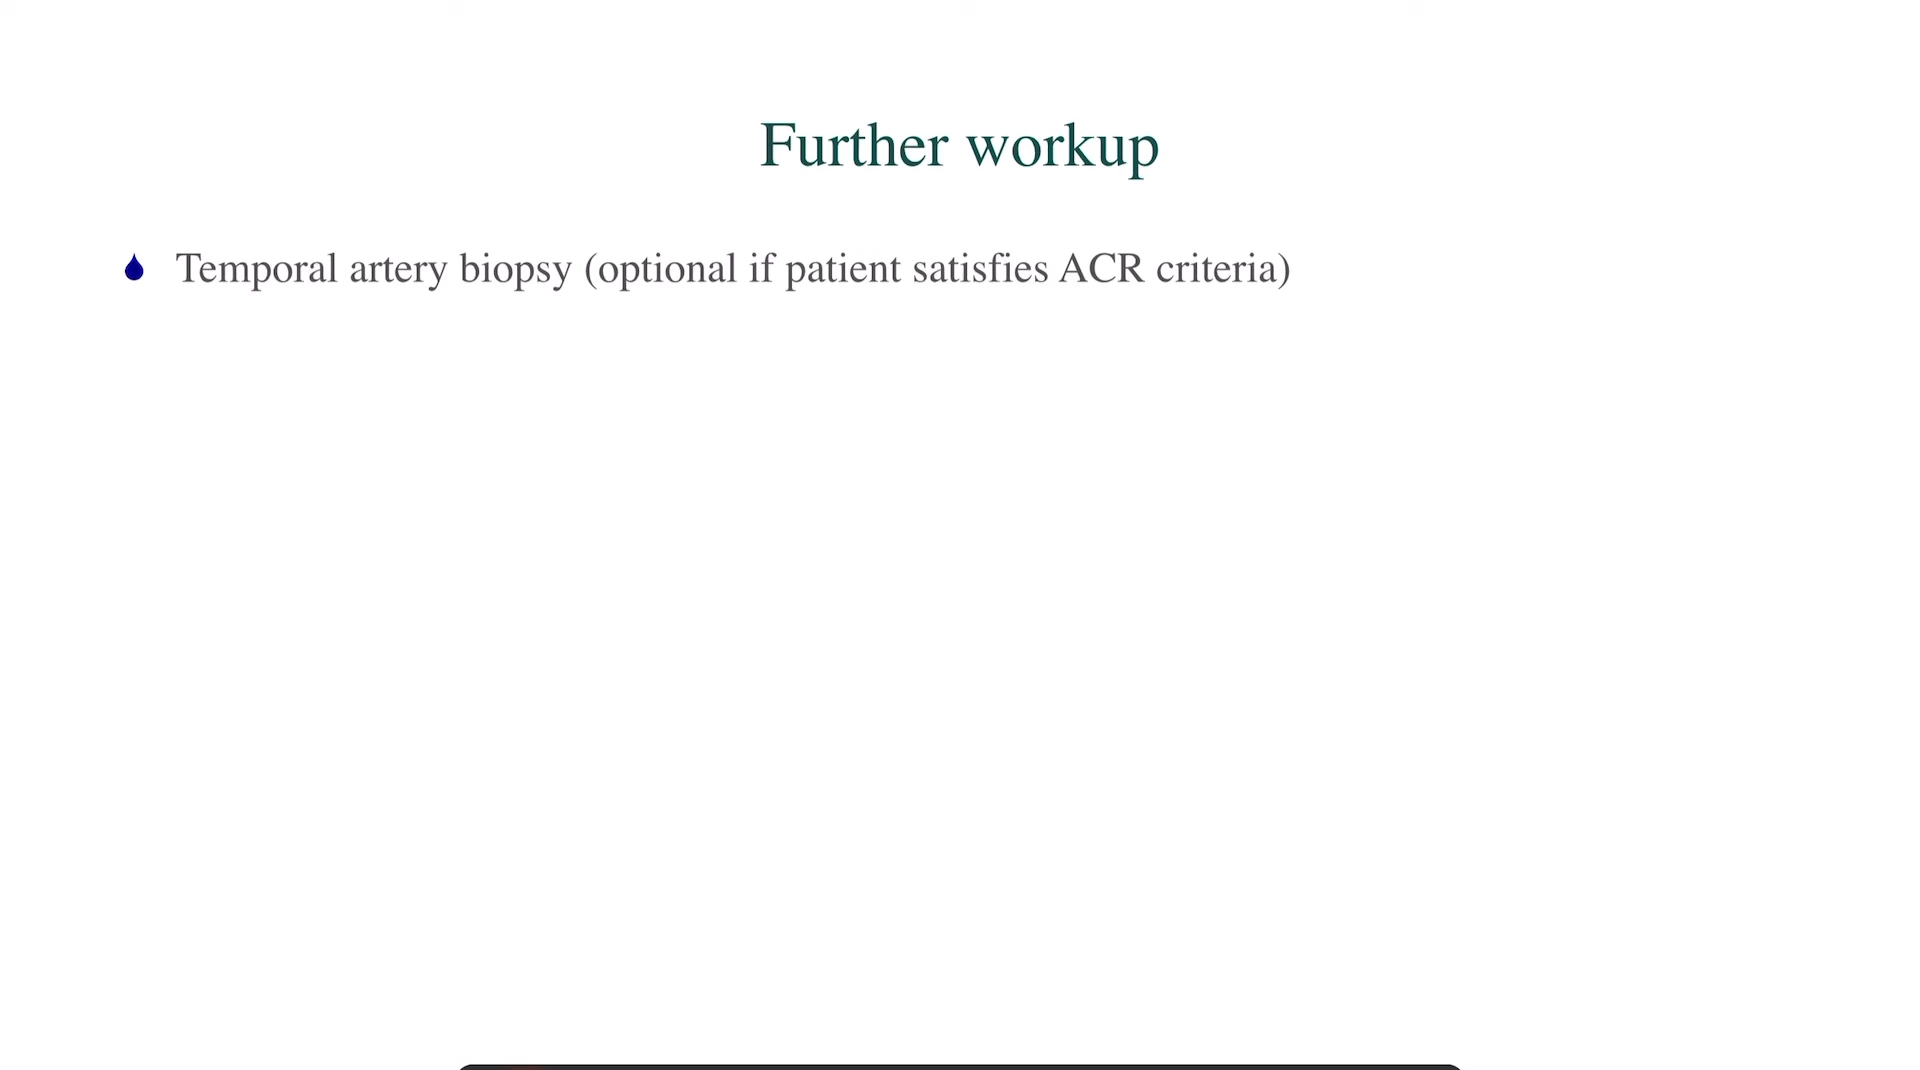 Further workup
Temporal artery biopsy (optional if patient satisfies ACR criteria)